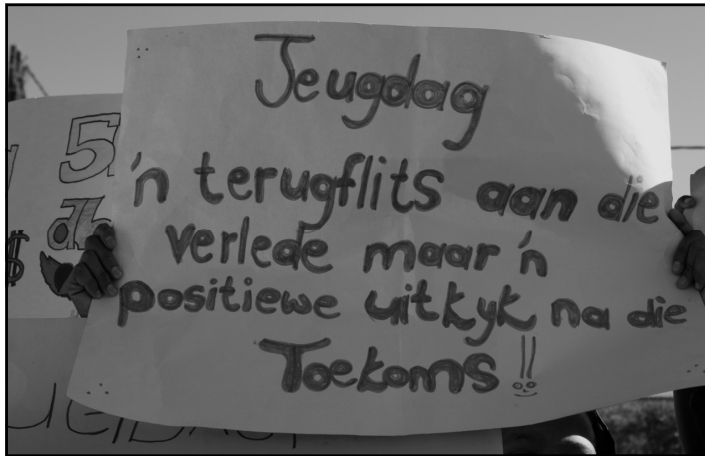 Jeugdag
'n terugflits aan die
verlede maar 'n
positiewe uitkyk na die
Toekoms!!